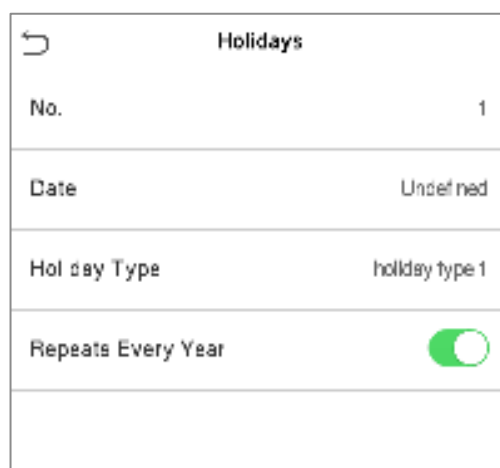 Holidays
No. 1
Date Undefined
Holiday Type holiday type 1
Repeats Every Year